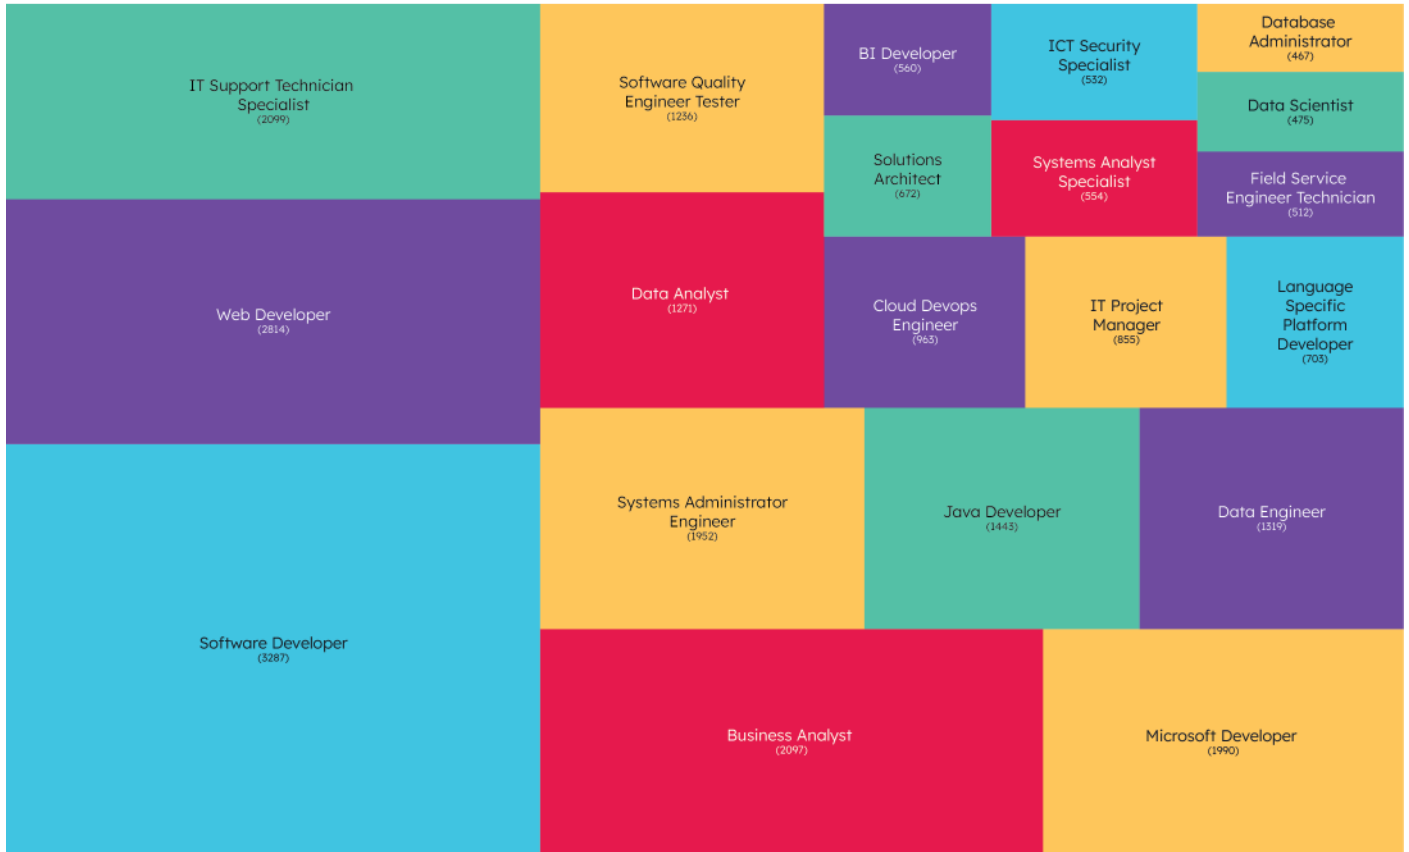 IT Support Technician
Specialist
(2099)
Web Developer
(2814)
Software Developer
(3287)
Software Quality
Engineer Tester
(1236)
Data Analyst
(1271)
BI Developer
(560)
ICT Security
Specialist
(532)
Database
Administrator
(467)
Data Scientist
(475)
Solutions
Architect
(672)
Systems Analyst
Specialist
(554)
Field Service
Engineer Technician
(512)
Cloud Devops
Engineer
(963)
IT Project
Manager
(855)
Language
Specific
Platform
Developer
(703)
Systems Administrator
Engineer
(1952)
Java Developer
(1443)
Data Engineer
(1319)
Business Analyst
(2097)
Microsoft Developer
(1990)